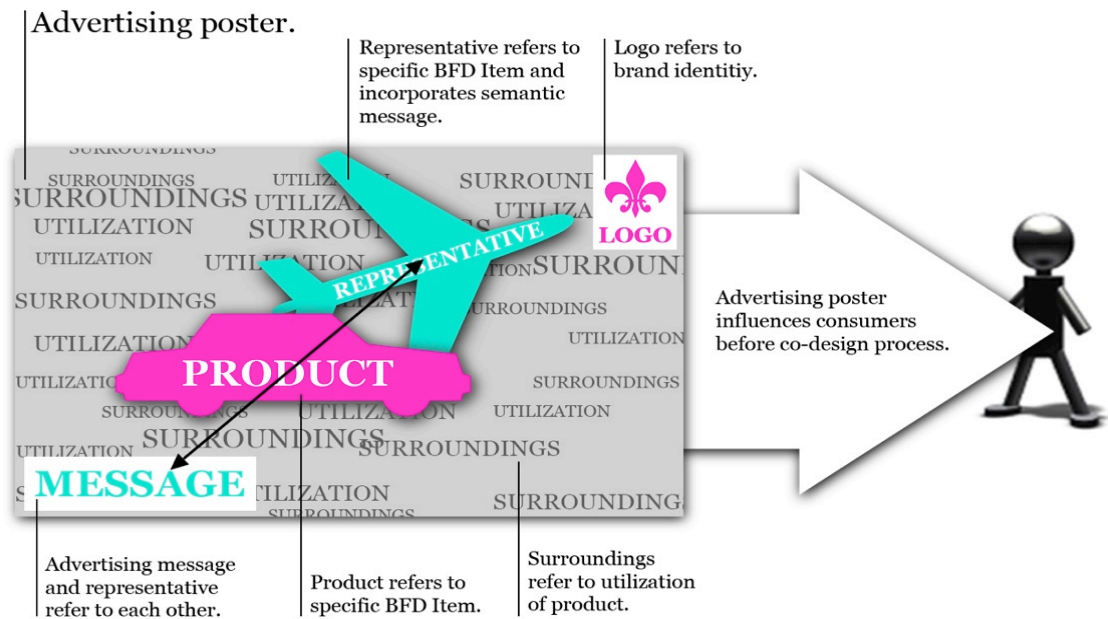 Advertising poster.
Representative refers to
specific BFD Item and
incorporates semantic
message.
Logo refers to
brand identitiy.
SURROUNDINGS
SURROUNDINGS
SURROUNDINGS
UTILIZATION
UTILIZATION
SURROUNDINGS
UTILIZATION
UTILIZATION
SURROUNDINGS
UTILIZATION
SURROUNDINGS
UTILIZATION
LOGO
REPRESENTATIVE
SURROUNDINGS
UTILIZATION
PRODUCT
UTILIZATION
SURROUNDINGS
UTILIZATION
UTILIZATION
SURROUNDINGS
SURROUNDINGS
UTILIZATION
MESSAGE
SURROUNDINGS
SURROUNDINGS
Advertising poster
influences consumers
before co-design process.
Advertising message
and representative
refer to each other.
Product refers to
specific BFD Item.
Surroundings
refer to utilization
of product.